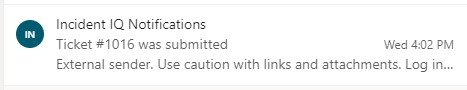 Incident IQ Notifications
IN
Ticket #1016 was submitted Wed 4:02 PM
External sender. Use caution with links and attachments. Log in...